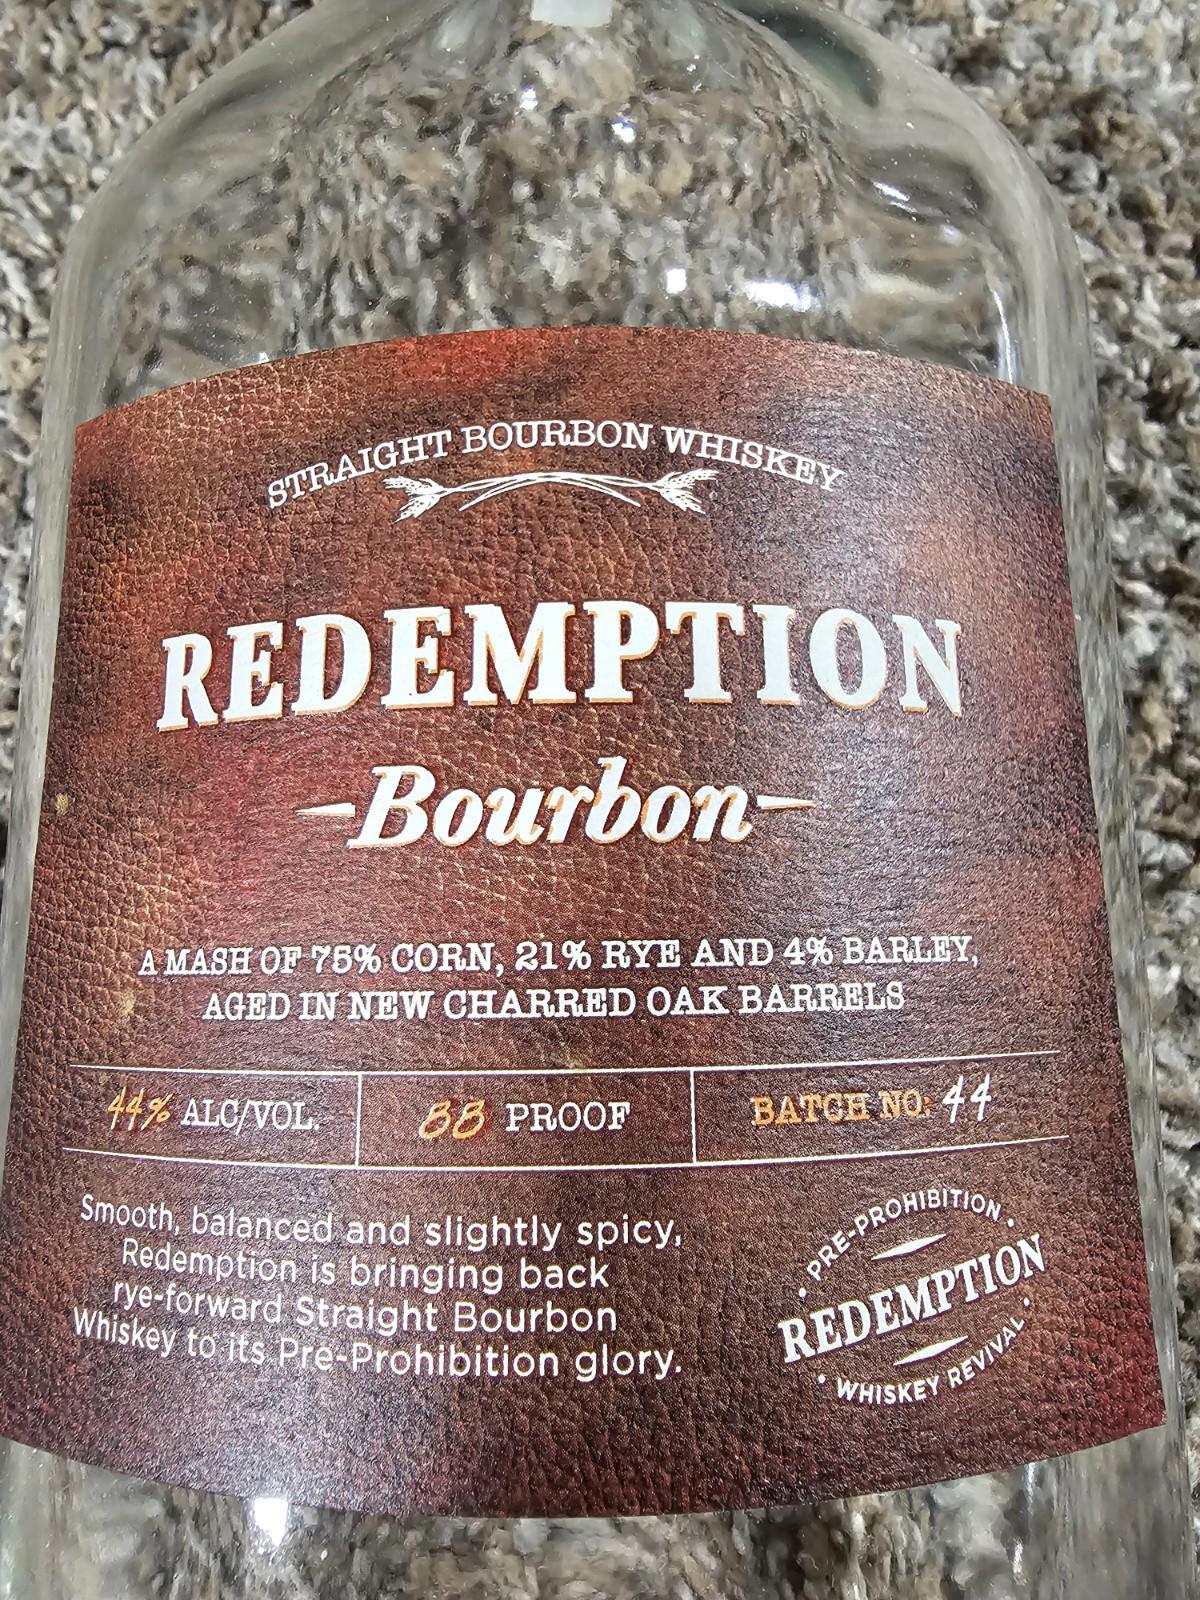 STRAIGHT BOURBON WHISKEY
REDEMPTION
Bourbon
A MASH OF 75% CORN, 21% RYE AND 4% BARLEY,
AGED IN NEW CHARRED OAK BARRELS
44% ALC/VOL.
88 PROOF
BATCH NO: 44
Smooth, balanced and slightly spicy,
Redemption is bringing back
rye-forward Straight Bourbon
Whiskey to its Pre-Prohibition glory.
• PRE-PROHIBITION •
REDEMPTION
• WHISKEY REVIVAL •